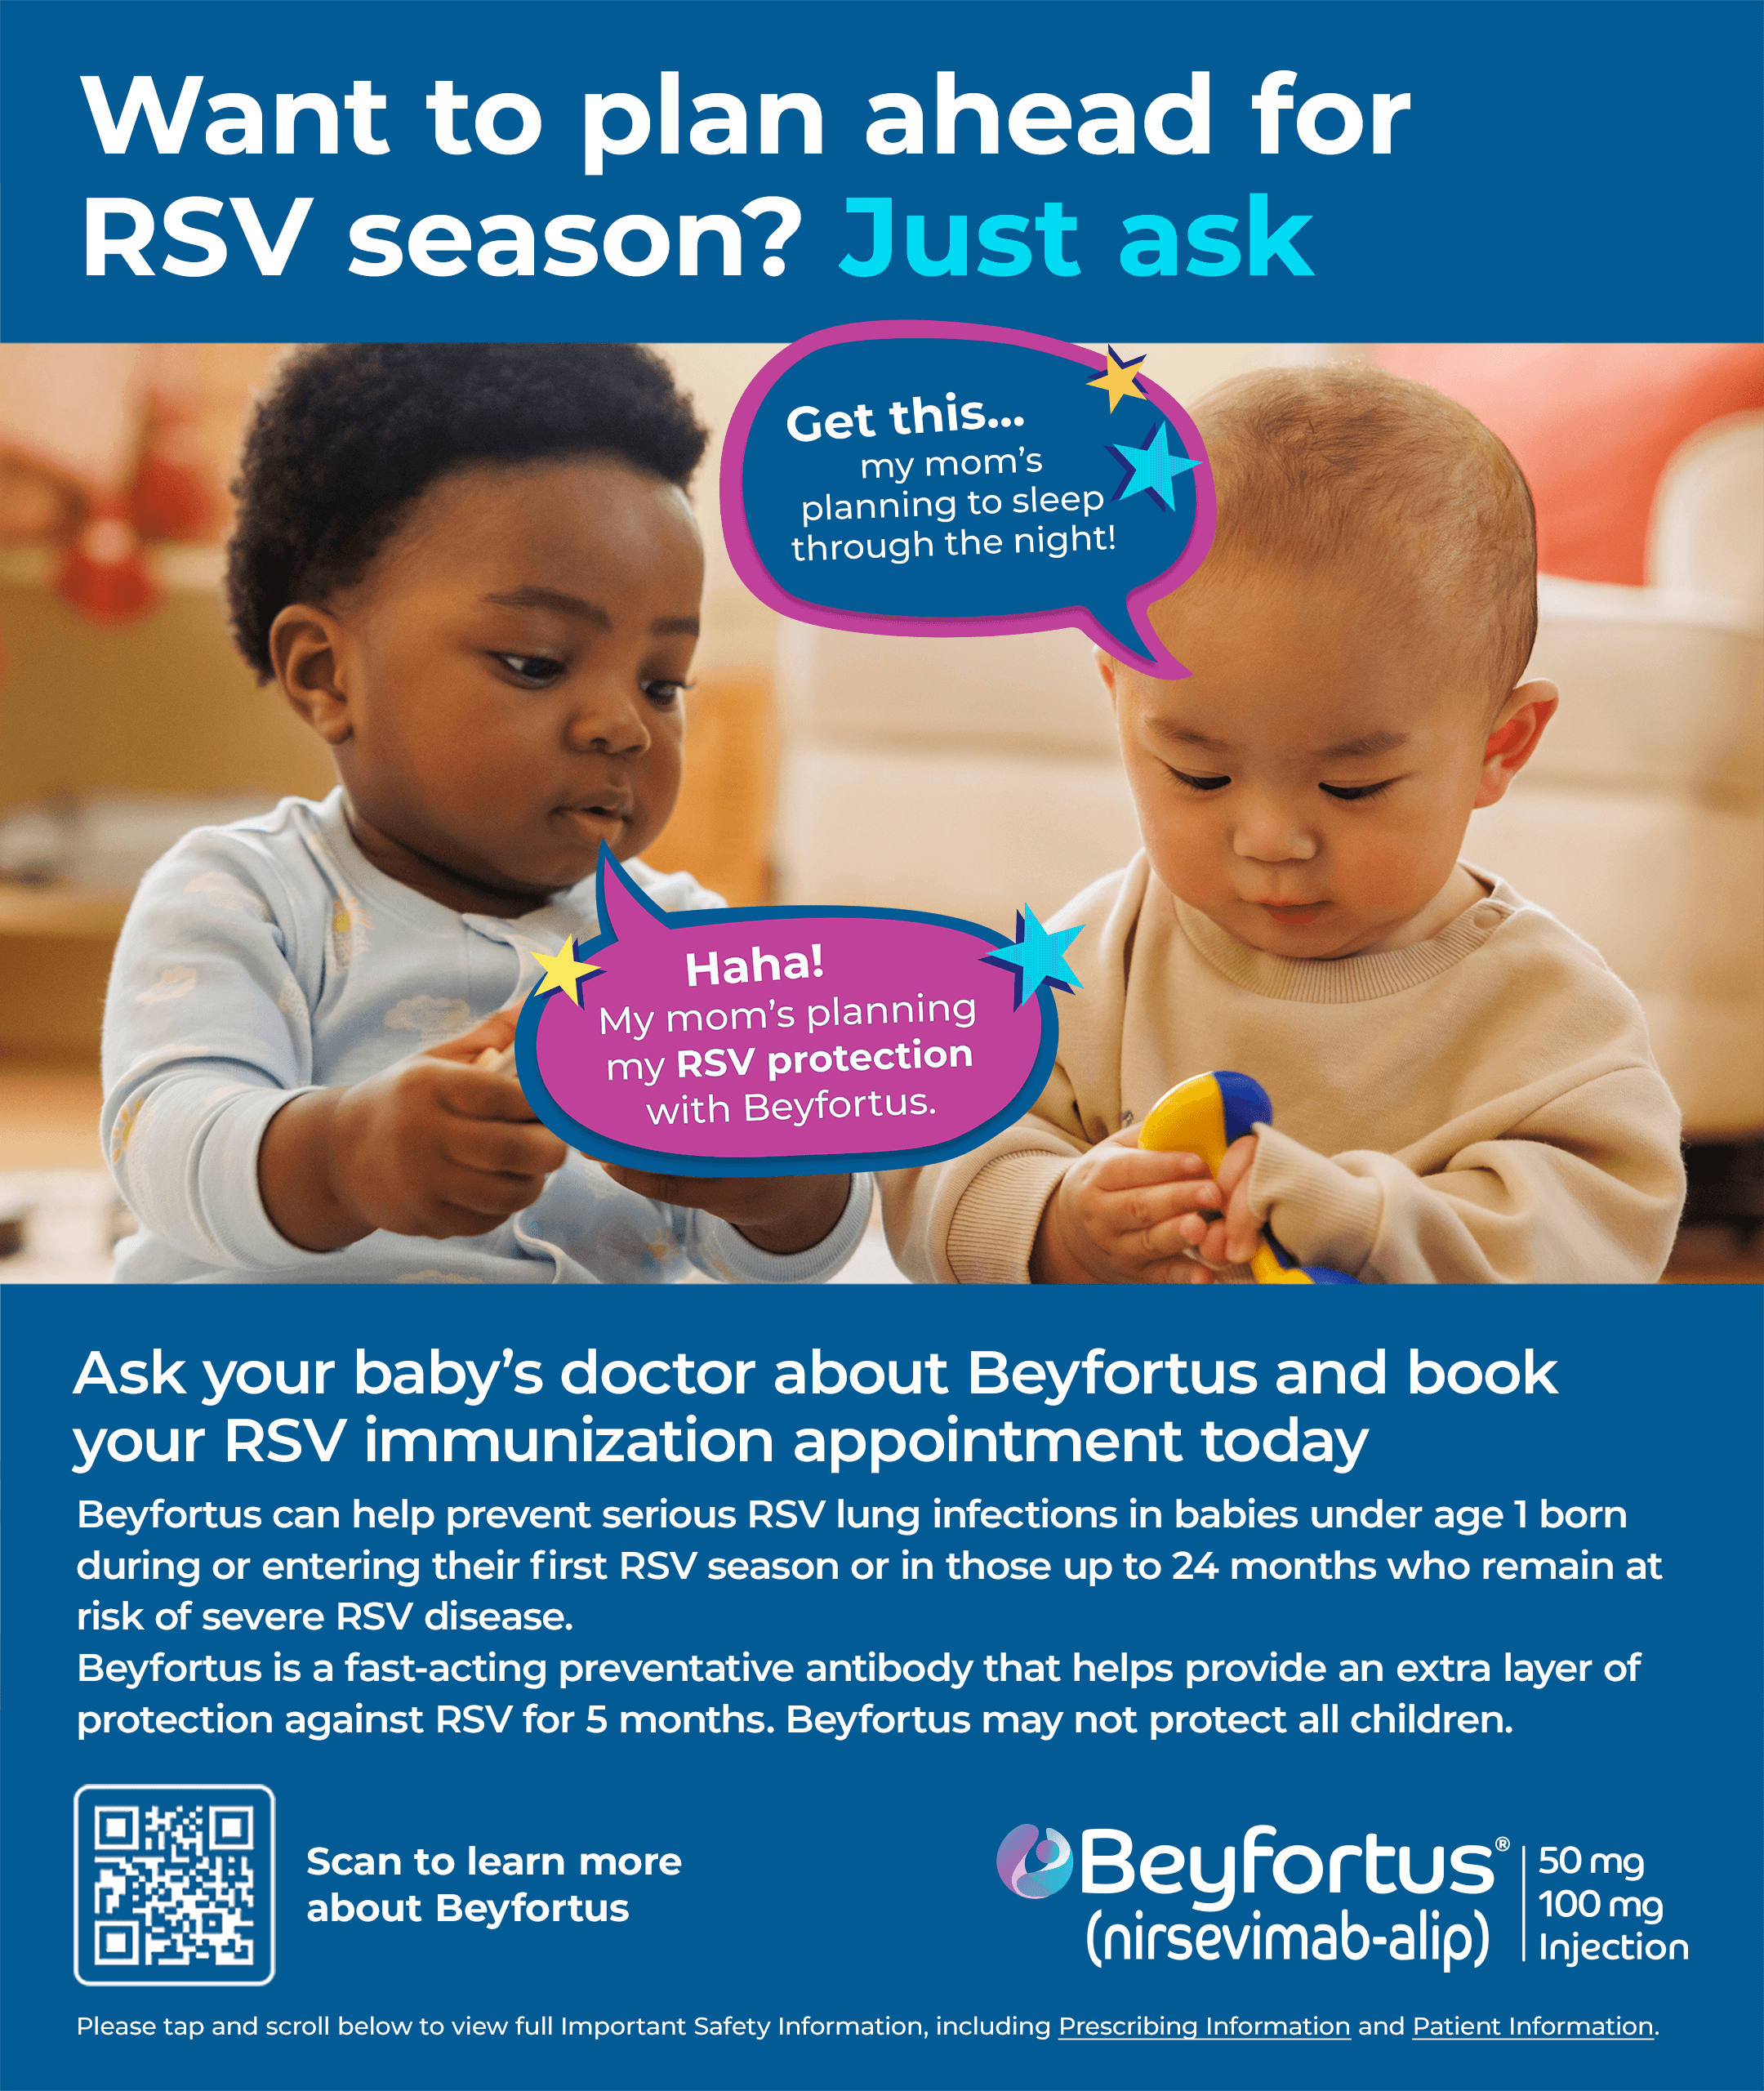 Want to plan ahead for
RSV season? Just ask
Get this...
my mom's
planning to sleep
through the night!
Haha!
My mom's planning
my RSV protection
with Beyfortus.
Ask your baby's doctor about Beyfortus and book
your RSV immunization appointment today
Beyfortus can help prevent serious RSV lung infections in babies under age 1 born
during or entering their first RSV season or in those up to 24 months who remain at
risk of severe RSV disease.
Beyfortus is a fast-acting preventative antibody that helps provide an extra layer of
protection against RSV for 5 months. Beyfortus may not protect all children.
Scan to learn more
about Beyfortus
Beyfortus®
(nirsevimab-alip)
50 mg
100 mg
Injection
Please tap and scroll below to view full Important Safety Information, including Prescribing Information and Patient Information.